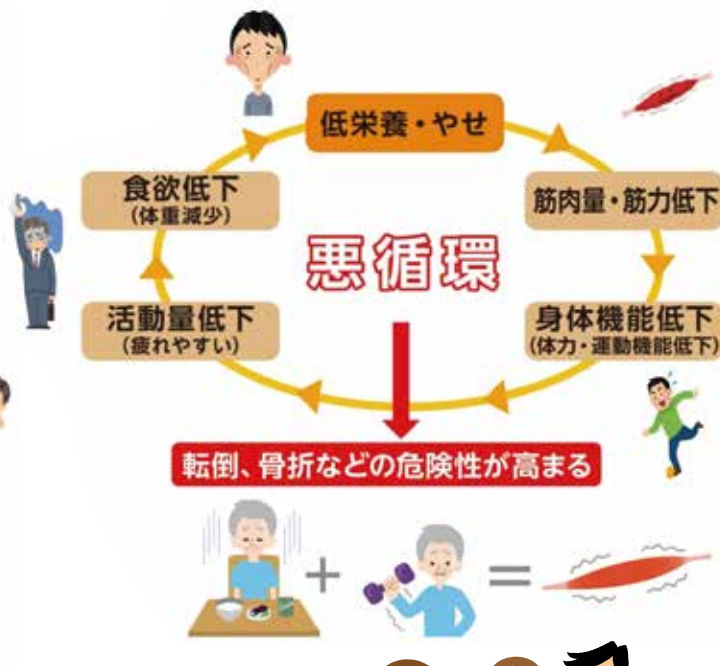 低栄養・やせ
筋肉量・筋力低下
身体機能低下
(体力・運動機能低下)
活動量低下
(疲れやすい)
食欲低下
(体重減少)
悪循環
転倒、骨折などの危険性が高まる
+
=